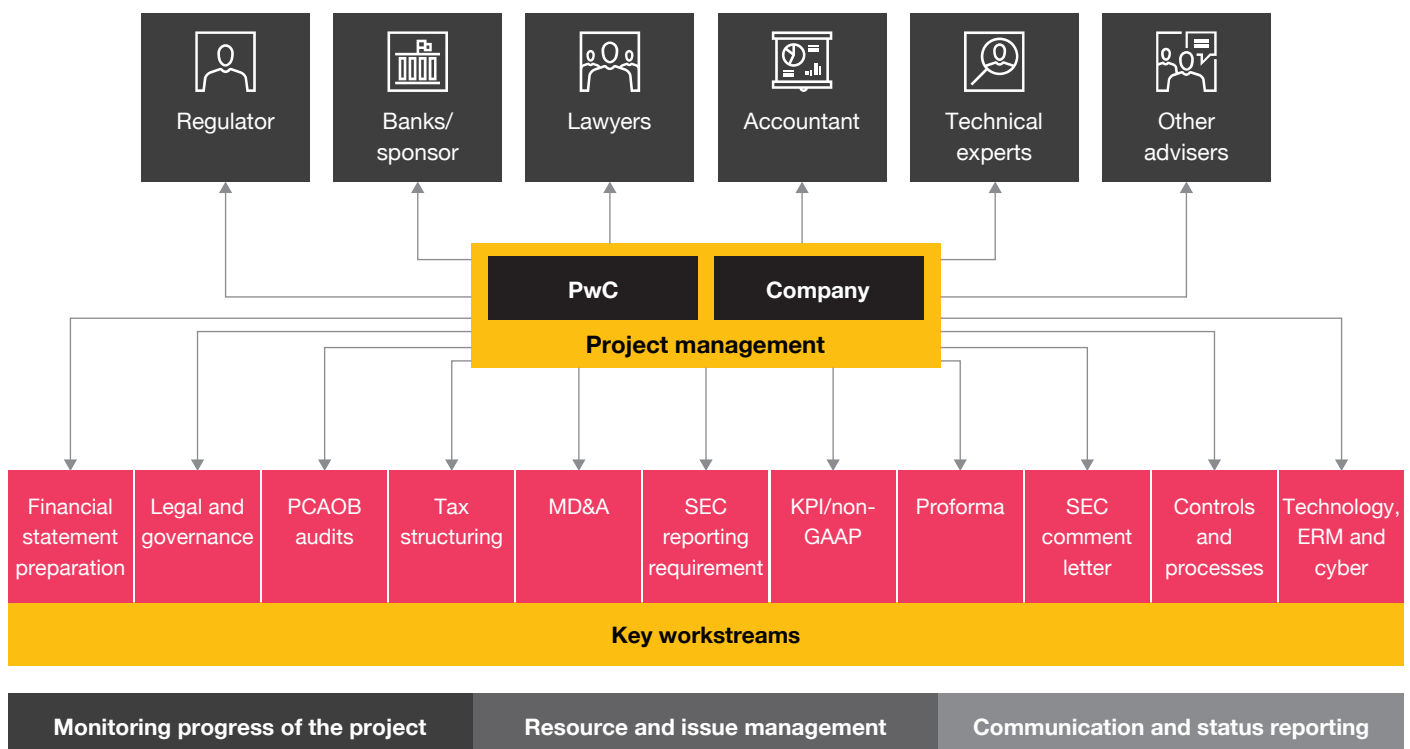 Regulator
Banks/
sponsor
Lawyers
Accountant
Technical
experts
Other
advisers
PwC
Company
Project management
Financial
statement
preparation
Legal and
governance
PCAOB
audits
Tax
structuring
MD&A
SEC
reporting
requirement
KPI/non-
GAAP
Proforma
SEC
comment
letter
Controls
and
processes
Technology,
ERM and
cyber
Key workstreams
Monitoring progress of the project
Resource and issue management
Communication and status reporting